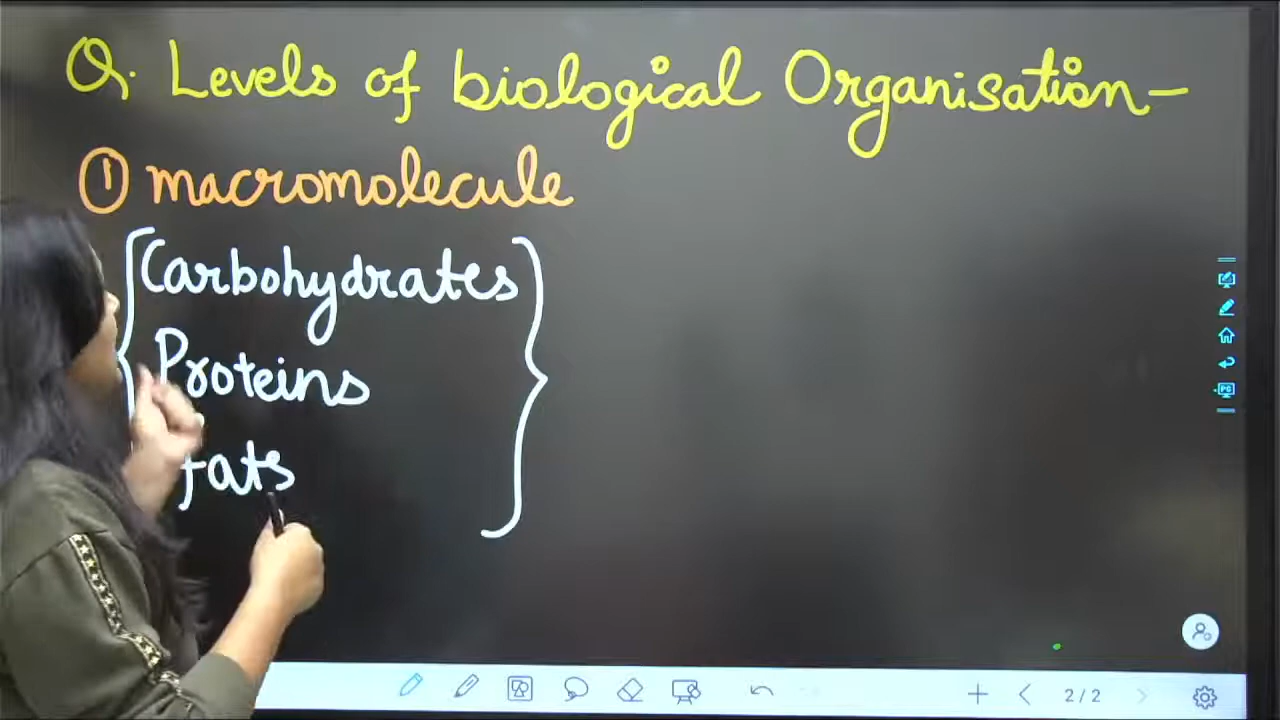 Q. Levels of biological Organisation-
① macromolecule
Carbohydrates
Proteins
fats
2/2